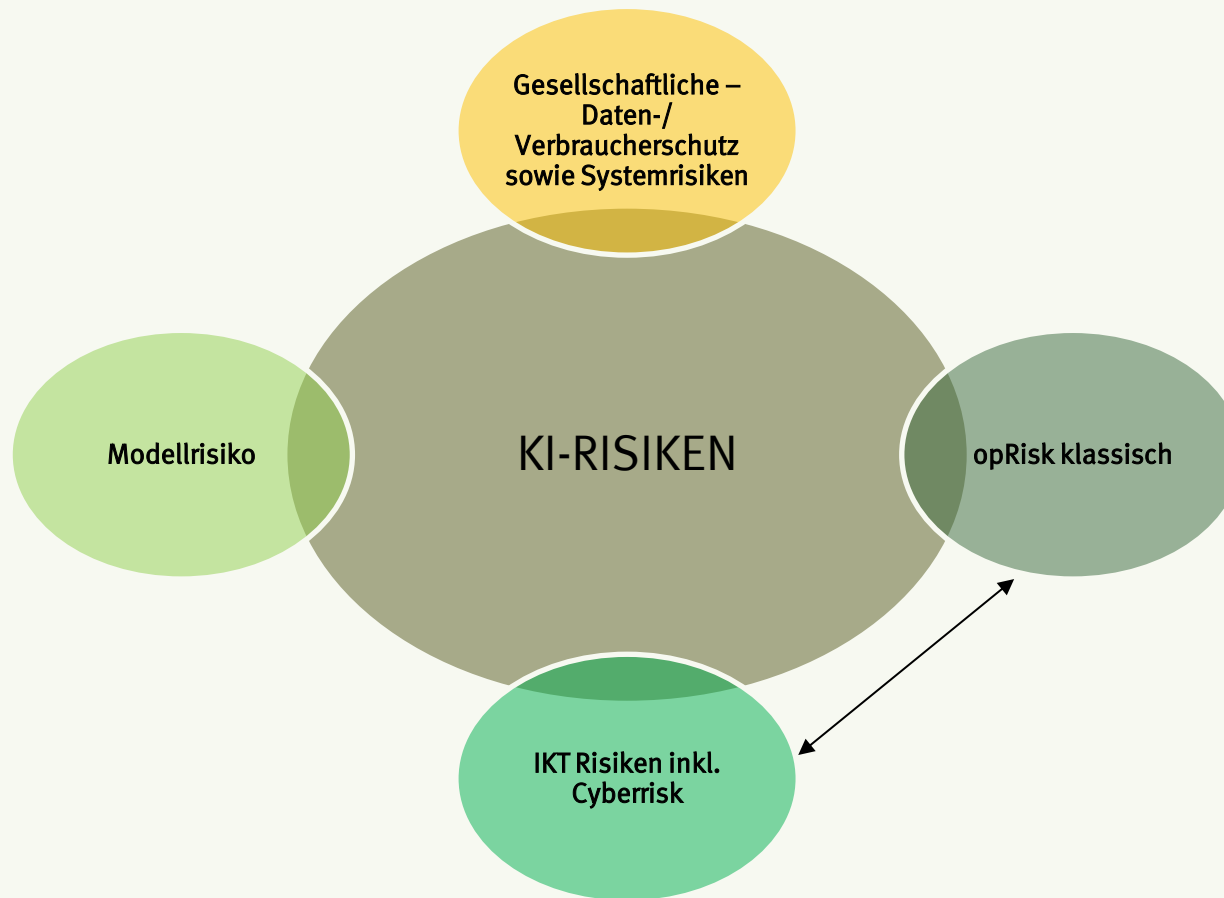 Gesellschaftliche –
Daten-/
Verbraucherschutz
sowie Systemrisiken
Modellrisiko
KI-RISIKEN
opRisk klassisch
IKT Risiken inkl.
Cyberrisk